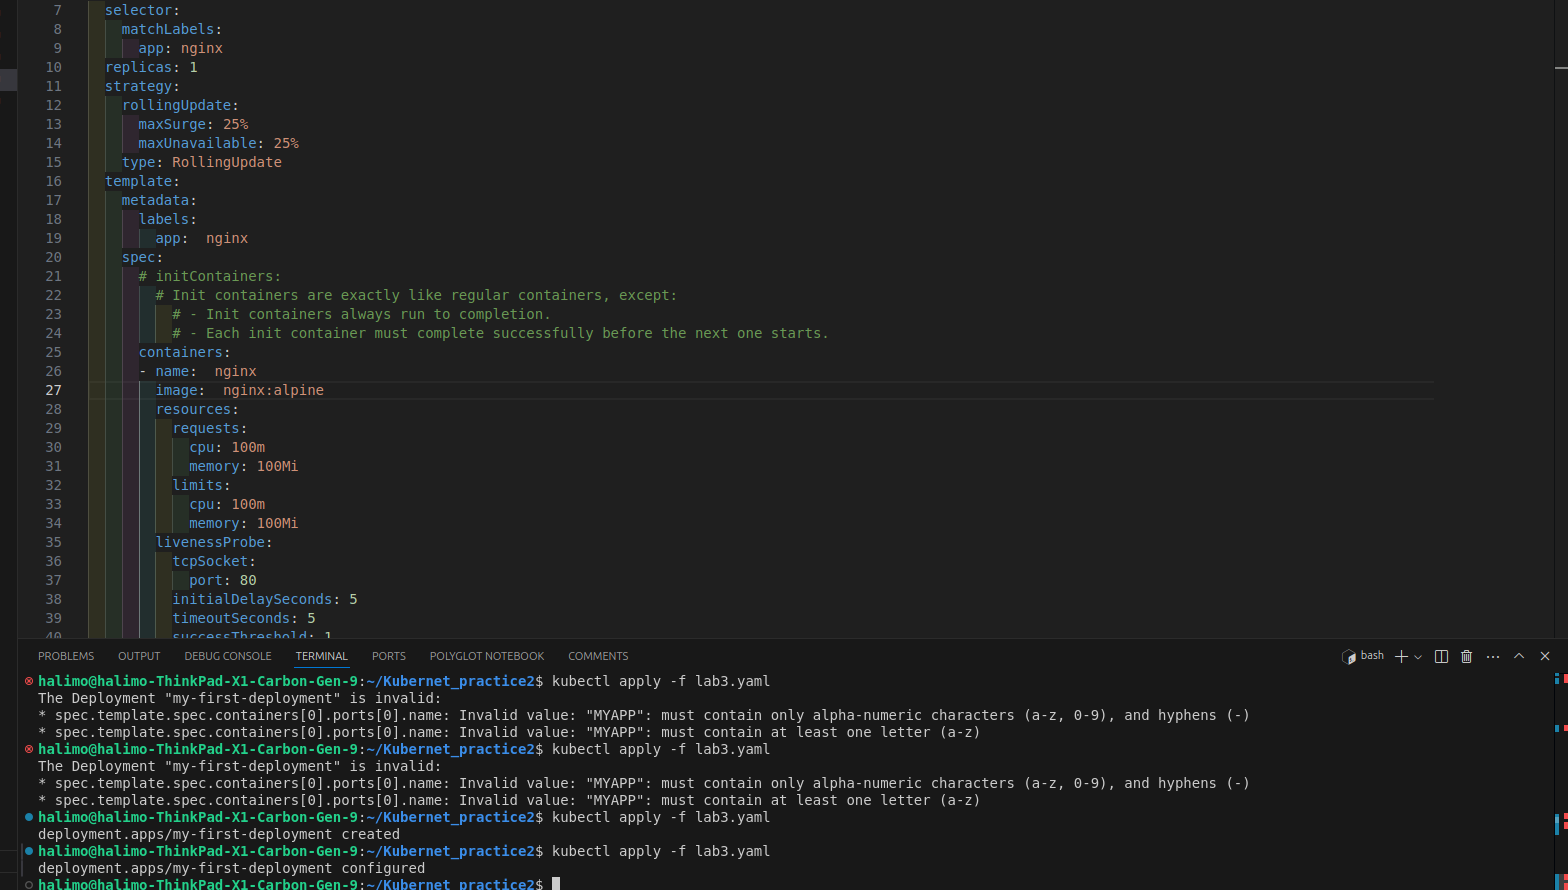 7 selector:
8 matchLabels:
9 app: nginx
10 replicas: 1
11 strategy:
12 rollingUpdate:
13 maxSurge: 25%
14 maxUnavailable: 25%
15 type: RollingUpdate
16 template:
17 metadata:
18 labels:
19 app:  nginx
20 spec:
21 # initContainers:
22 # Init containers are exactly like regular containers, except:
23 # - Init containers always run to completion.
24 # - Each init container must complete successfully before the next one starts.
25 containers:
26 - name:  nginx
27 image:  nginx:alpine
28 resources:
29 requests:
30 cpu: 100m
31 memory: 100Mi
32 limits:
33 cpu: 100m
34 memory: 100Mi
35 livenessProbe:
36 tcpSocket:
37 port: 80
38 initialDelaySeconds: 5
39 timeoutSeconds: 5
40 successThreshold: 1
PROBLEMS OUTPUT DEBUG CONSOLE TERMINAL PORTS POLYGLOT NOTEBOOK COMMENTS bash
halimo@halimo-ThinkPad-X1-Carbon-Gen-9:~/Kubernet_practice2$ kubectl apply -f lab3.yaml
The Deployment "my-first-deployment" is invalid:
* spec.template.spec.containers[0].ports[0].name: Invalid value: "MYAPP": must contain only alpha-numeric characters (a-z, 0-9), and hyphens (-)
* spec.template.spec.containers[0].ports[0].name: Invalid value: "MYAPP": must contain at least one letter (a-z)
halimo@halimo-ThinkPad-X1-Carbon-Gen-9:~/Kubernet_practice2$ kubectl apply -f lab3.yaml
The Deployment "my-first-deployment" is invalid:
* spec.template.spec.containers[0].ports[0].name: Invalid value: "MYAPP": must contain only alpha-numeric characters (a-z, 0-9), and hyphens (-)
* spec.template.spec.containers[0].ports[0].name: Invalid value: "MYAPP": must contain at least one letter (a-z)
halimo@halimo-ThinkPad-X1-Carbon-Gen-9:~/Kubernet_practice2$ kubectl apply -f lab3.yaml
deployment.apps/my-first-deployment created
halimo@halimo-ThinkPad-X1-Carbon-Gen-9:~/Kubernet_practice2$ kubectl apply -f lab3.yaml
deployment.apps/my-first-deployment configured
halimo@halimo-ThinkPad-X1-Carbon-Gen-9:~/Kubernet_practice2$